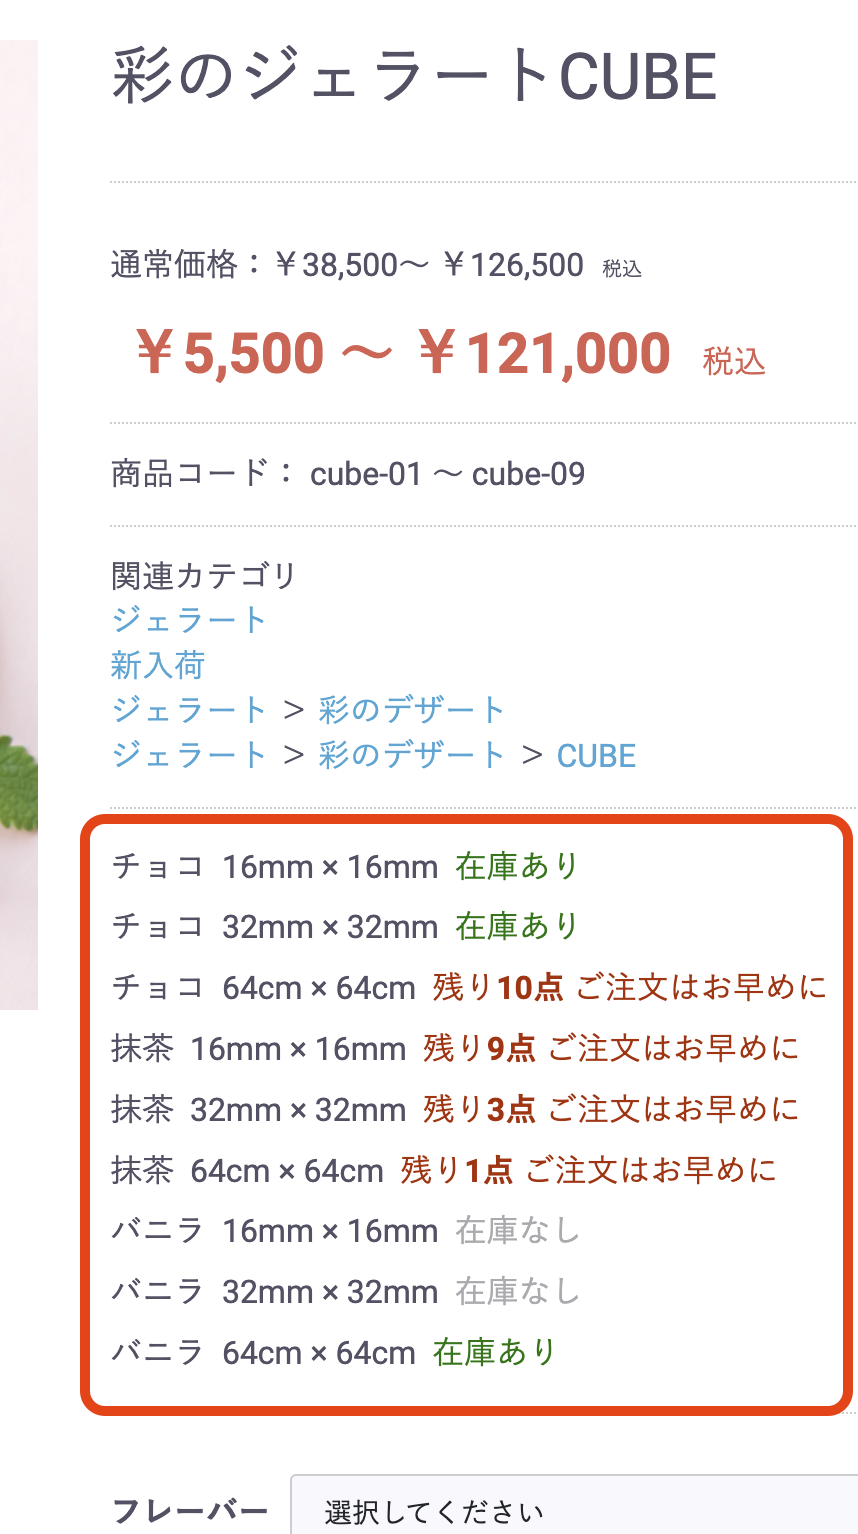 彩のジェラートCUBE
通常価格：￥38,500～ ￥126,500 税込
￥5,500 ～ ￥121,000 税込
商品コード： cube-01 ～ cube-09
関連カテゴリ
ジェラート
新入荷
ジェラート ＞ 彩のデザート
ジェラート ＞ 彩のデザート ＞ CUBE
チョコ 16mm × 16mm 在庫あり
チョコ 32mm × 32mm 在庫あり
チョコ 64cm × 64cm 残り10点 ご注文はお早めに
抹茶 16mm × 16mm 残り9点 ご注文はお早めに
抹茶 32mm × 32mm 残り3点 ご注文はお早めに
抹茶 64cm × 64cm 残り1点 ご注文はお早めに
バニラ 16mm × 16mm 在庫なし
バニラ 32mm × 32mm 在庫なし
バニラ 64cm × 64cm 在庫あり
フレーバー 選択してください